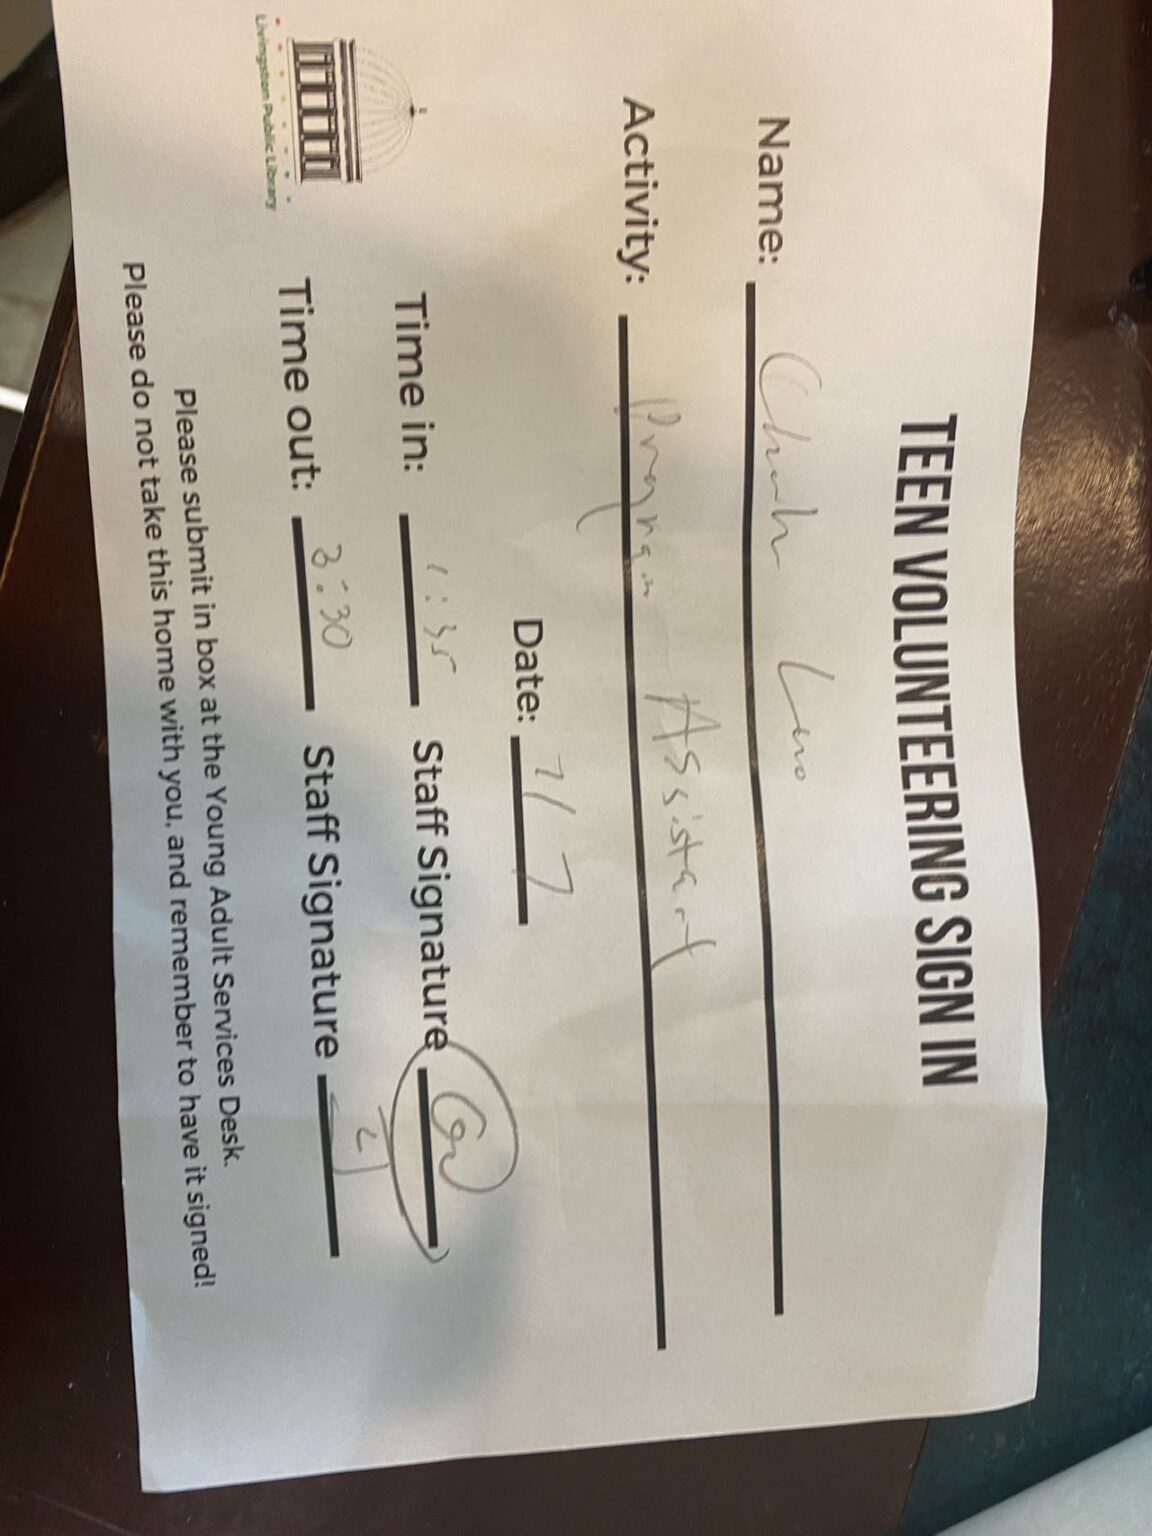 TEEN VOLUNTEERING SIGN IN
Name:
Activity: Program Assistant
Date: 7/7
Time in: 1:35 Staff Signature
Time out: 3:30 Staff Signature
Please submit in box at the Young Adult Services Desk.
Please do not take this home with you, and remember to have it signed!
Livingston Public Library